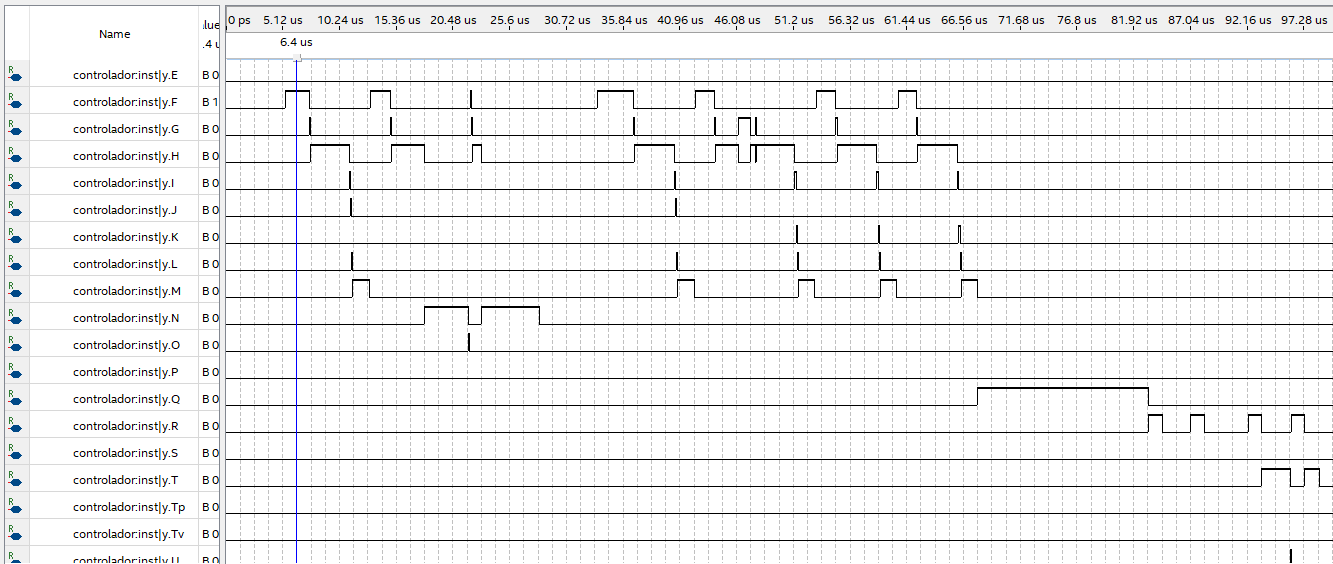 Name
lue
.4 u
0 ps 5.12 us 10.24 us 15.36 us 20.48 us 25.6 us 30.72 us 35.84 us 40.96 us 46.08 us 51.2 us 56.32 us 61.44 us 66.56 us 71.68 us 76.8 us 81.92 us 87.04 us 92.16 us 97.28 us
6.4 us
R controlador:inst|y.E B 0
R controlador:inst|y.F B 1
R controlador:inst|y.G B 0
R controlador:inst|y.H B 0
R controlador:inst|y.I B 0
R controlador:inst|y.J B 0
R controlador:inst|y.K B 0
R controlador:inst|y.L B 0
R controlador:inst|y.M B 0
R controlador:inst|y.N B 0
R controlador:inst|y.O B 0
R controlador:inst|y.P B 0
R controlador:inst|y.Q B 0
R controlador:inst|y.R B 0
R controlador:inst|y.S B 0
R controlador:inst|y.T B 0
R controlador:inst|y.Tp B 0
R controlador:inst|y.Tv B 0
R controlador:inst|y.U B 0